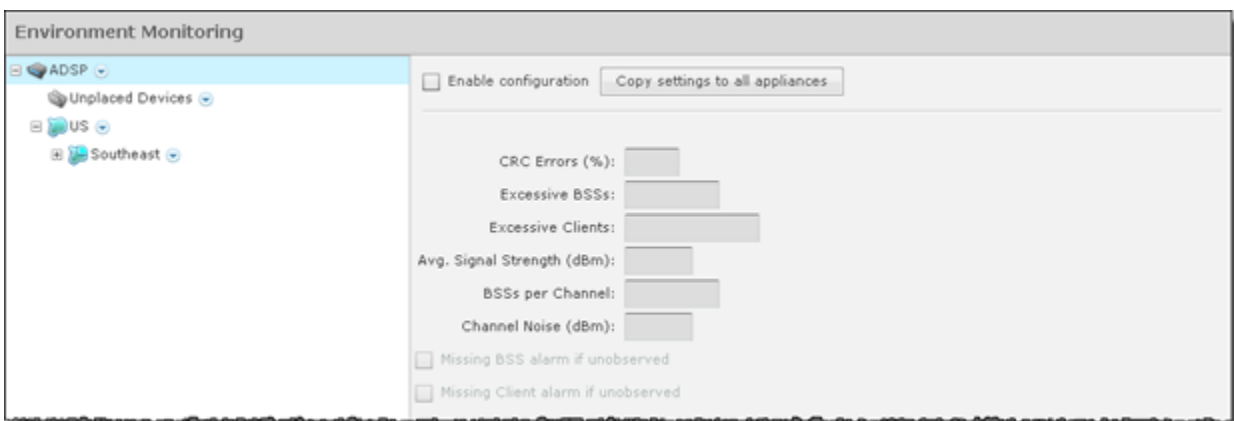 Environment Monitoring
ADSP
Unplaced Devices
US
Southeast
Enable configuration
Copy settings to all appliances
CRC Errors (%):
Excessive BSSs:
Excessive Clients:
Avg. Signal Strength (dBm):
BSSs per Channel:
Channel Noise (dBm):
Missing BSS alarm if unobserved
Missing Client alarm if unobserved